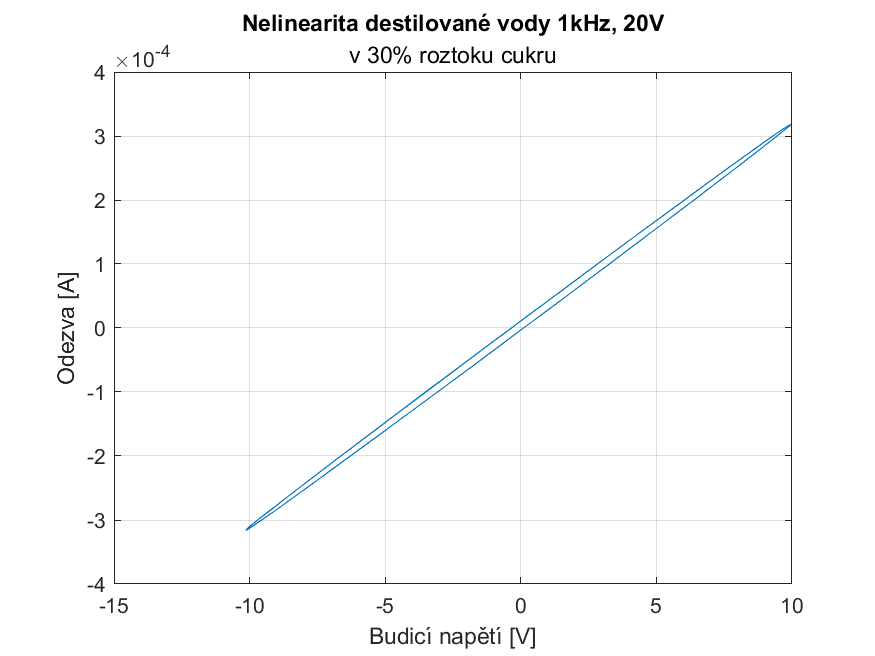 Nelinearita destilované vody 1kHz, 20V
v 30% roztoku cukru
×10-4
4
3
2
1
0
-1
-2
-3
-4
Odezva [A]
-15 -10 -5 0 5 10
Budicí napětí [V]